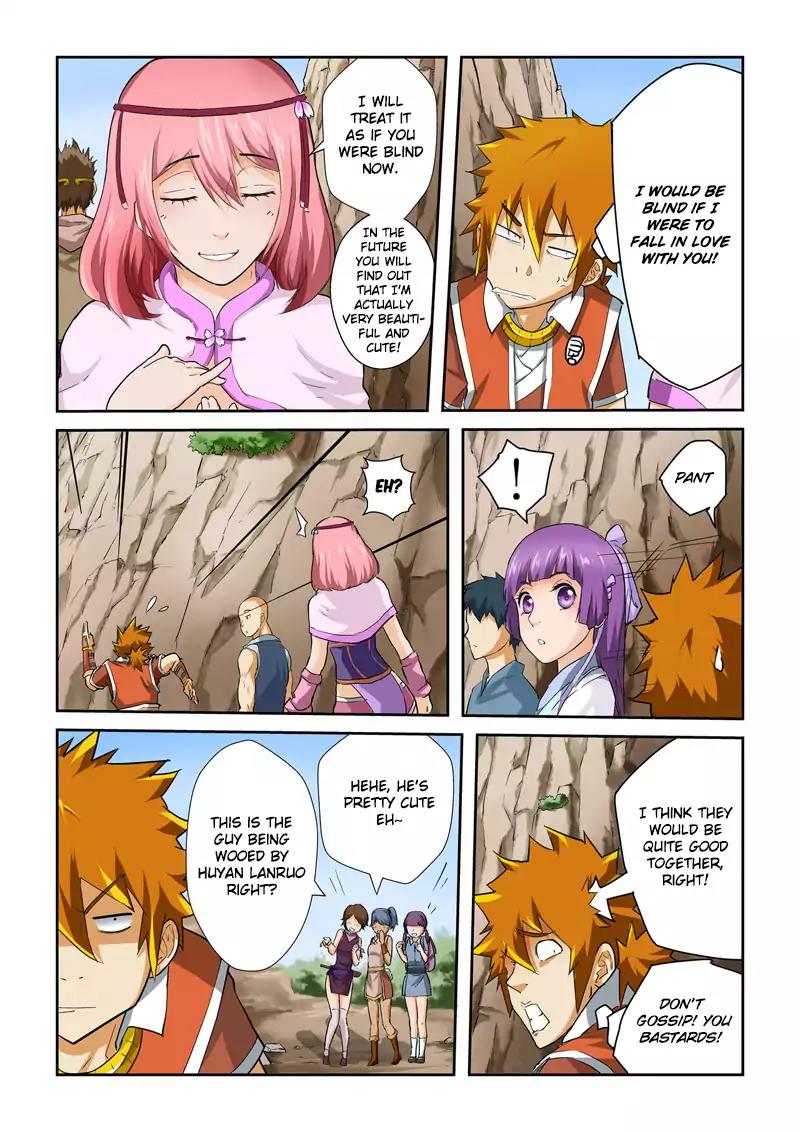 I WILL
TREAT IT
AS IF YOU
WERE BLIND
NOW.
IN THE
FUTURE
YOU WILL
FIND OUT
THAT I'M
ACTUALLY
VERY BEAUTI-
FUL AND
CUTE!
I WOULD BE
BLIND IF I
WERE TO
FALL IN LOVE
WITH YOU!
EH?
!
PANT
THIS IS THE
GUY BEING
WOOED BY
HUYAN LANRUO
RIGHT?
HEHE, HE'S
PRETTY CUTE
EH~
I THINK THEY
WOULD BE
QUITE GOOD
TOGETHER,
RIGHT!
DON'T
GOSSIP! YOU
BASTARDS!